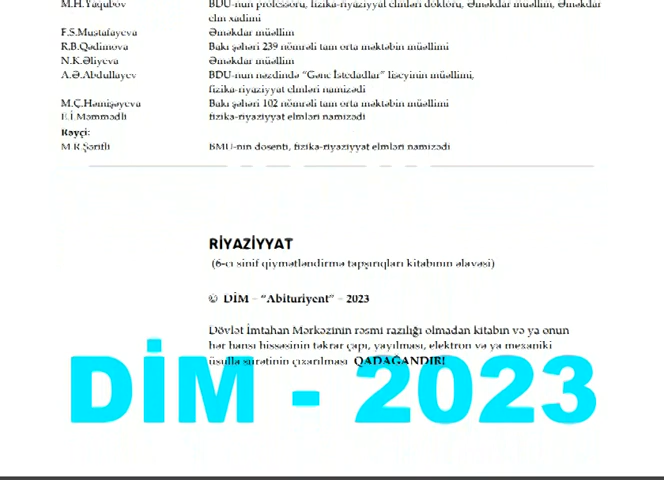 M.H.Yaqubov BDU-nun professoru, fizika-riyaziyyat elmləri doktoru, Əməkdar müəllim, Əməkdar
elm xadimi
F.S.Mustafayeva Əməkdar müəllim
R.B.Qədimova Bakı şəhəri 239 nömrəli tam orta məktəbin müəllimi
N.K.Əliyeva Əməkdar müəllim
A.Ə.Abdullayev BDU-nun nəzdində “Gənc İstedadlar” liseyinin müəllimi,
fizika-riyaziyyat elmləri namizədi
M.Ç.Həmişəyeva Bakı şəhəri 102 nömrəli tam orta məktəbin müəllimi
E.İ.Məmmədli fizika-riyaziyyat elmləri namizədi
Rəyçi:
M.R.Şərifli BMU-nin dosenti, fizika-riyaziyyat elmləri namizədi
RİYAZİYYAT
(6-cı sinif qiymətləndirmə tapşırıqları kitabının əlavəsi)
© DİM – “Abituriyent” – 2023
Dövlət İmtahan Mərkəzinin rəsmi razılığı olmadan kitabın və ya onun
hər hansı hissəsinin təkrar çapı, yayılması, elektron və ya mexaniki
üsulla surətinin çıxarılması QADAĞANDIR!
DİM - 2023